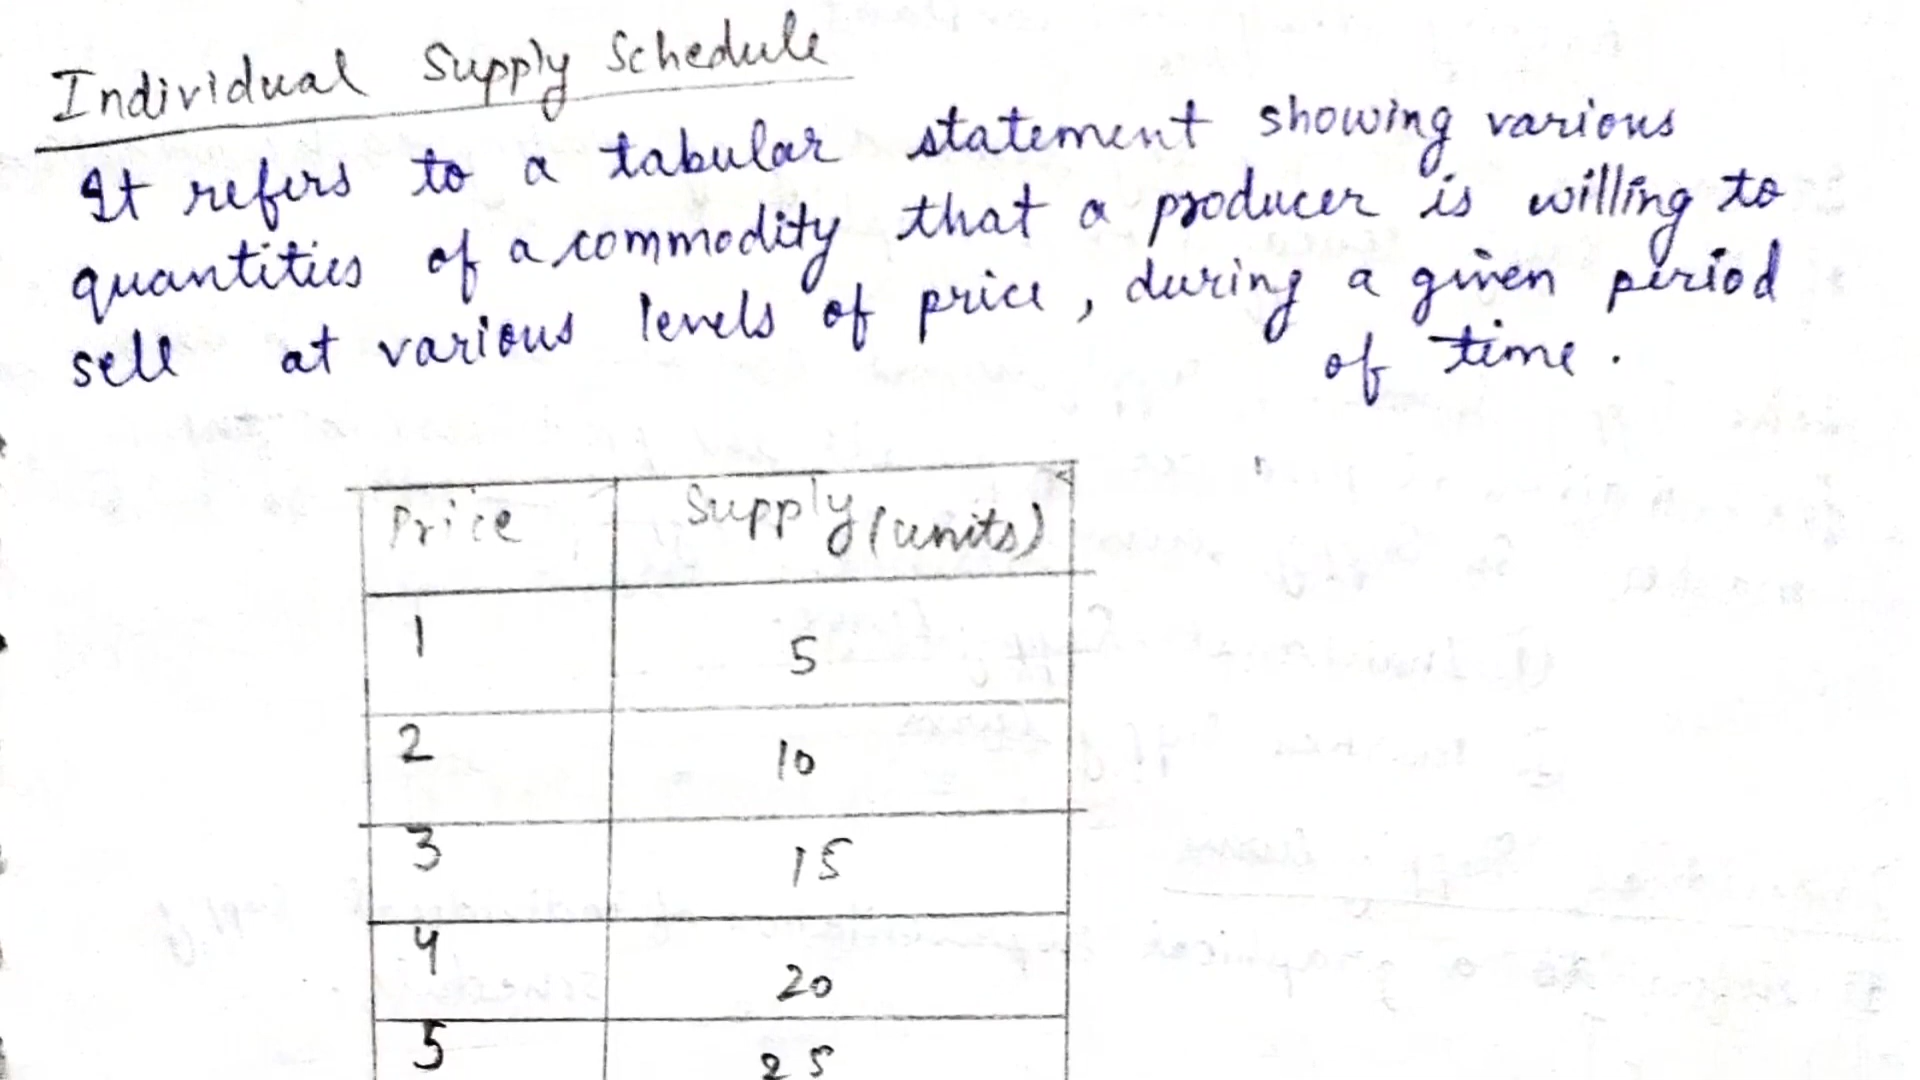 Individual Supply Schedule
It refers to a tabular statement showing various
quantities of a commodity that a producer is willing to
sell at various levels of price, during a given period
of time.
Price Supply (units)
1 5
2 10
3 15
4 20
5 25